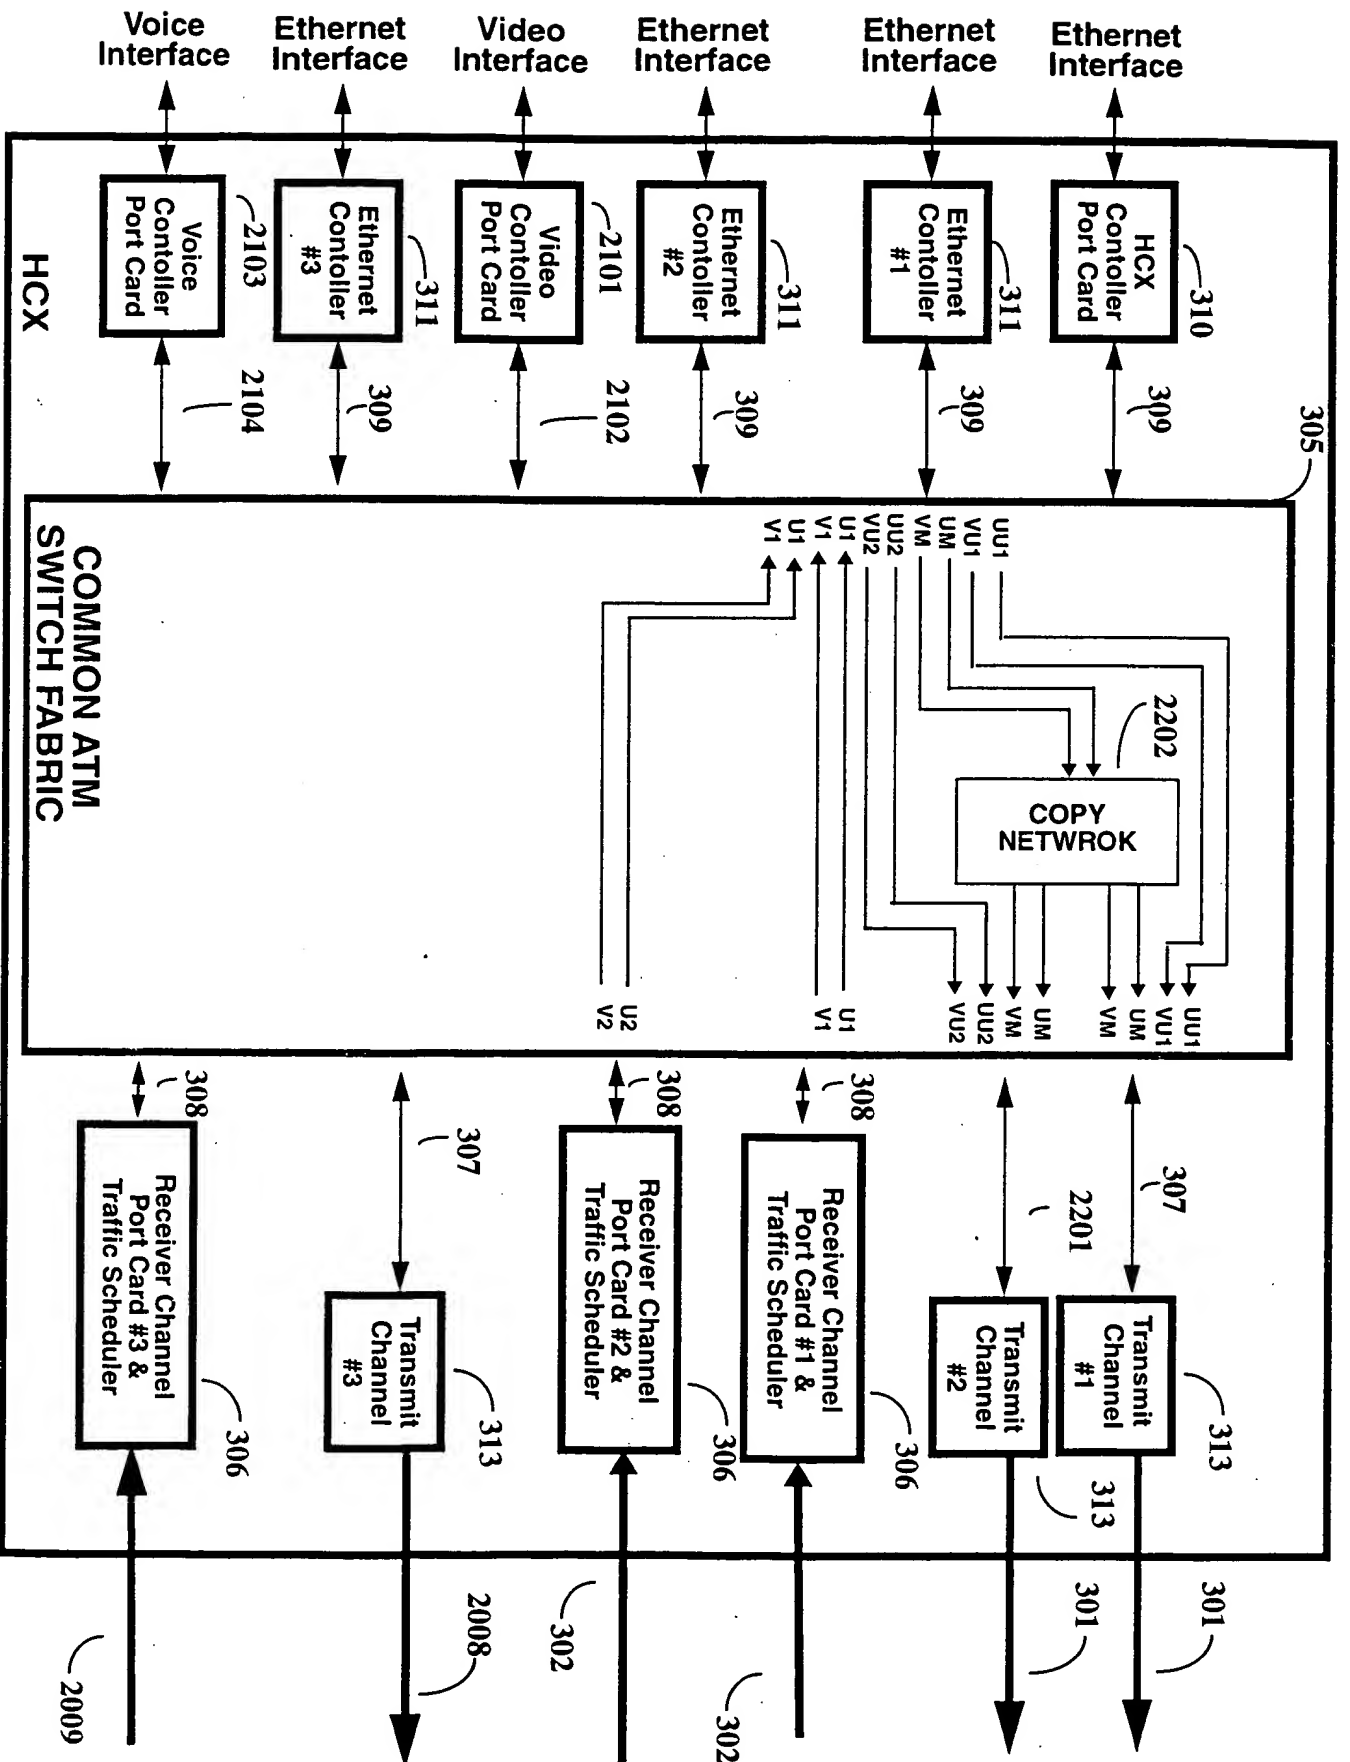 Voice
Interface
Ethernet
Interface
Video
Interface
Ethernet
Interface
Ethernet
Interface
Ethernet
Interface
HCX
Contoller
Port Card
310
Ethernet
Contoller
#1
311
Ethernet
Contoller
#2
311
Video
Contoller
Port Card
2101
Ethernet
Contoller
#3
311
Voice
Contoller
Port Card
2103
HCX
309
309
309
2102
309
2104
305
UU1
VU1
UM
VM
UU2
VU2
U1
V1
U1
V1
2202
COPY
NETWROK
UU1
VU1
UM
VM
UM
VM
UU2
VU2
U1
V1
U2
V2
COMMON ATM
SWITCH FABRIC
307
2201
308
308
307
308
Transmit
Channel
#1
313
Transmit
Channel
#2
313
Receiver Channel
Port Card #1 &
Traffic Scheduler
306
Receiver Channel
Port Card #2 &
Traffic Scheduler
306
Transmit
Channel
#3
313
Receiver Channel
Port Card #3 &
Traffic Scheduler
306
301
301
302
302
2008
2009